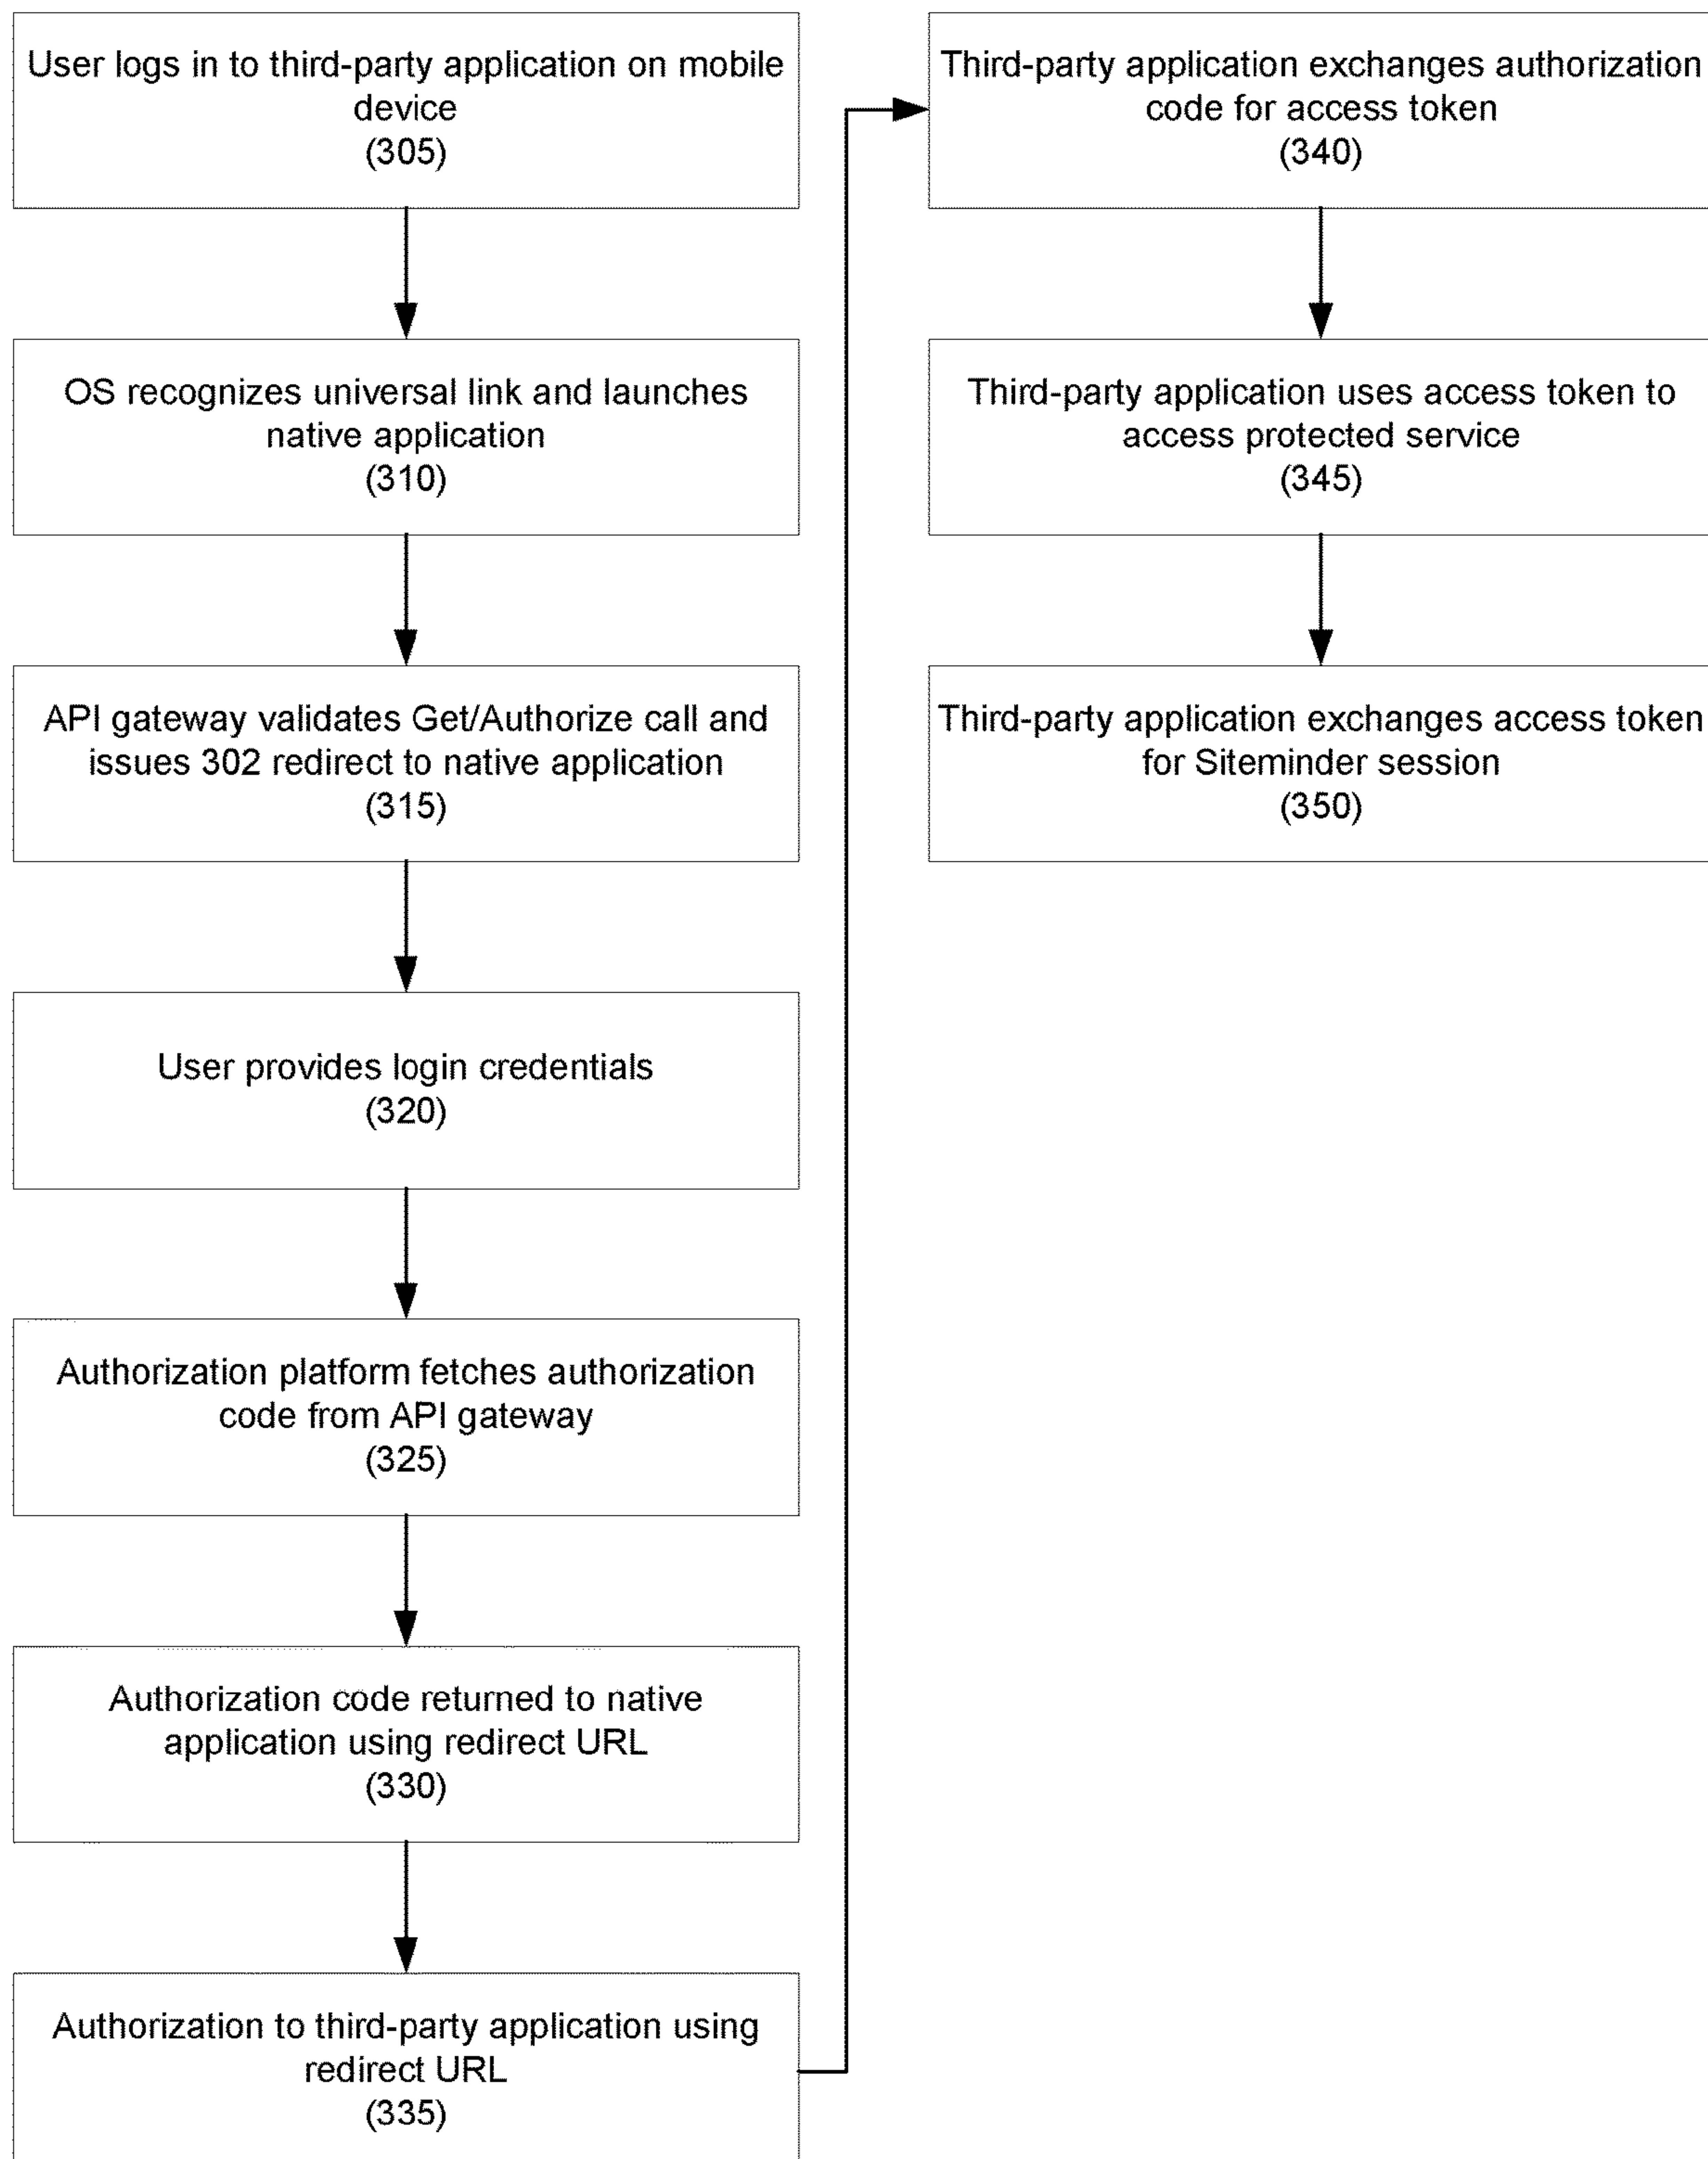 User logs in to third-party application on mobile
device
(305)
OS recognizes universal link and launches
native application
(310)
API gateway validates Get/Authorize call and
issues 302 redirect to native application
(315)
User provides login credentials
(320)
Authorization platform fetches authorization
code from API gateway
(325)
Authorization code returned to native
application using redirect URL
(330)
Authorization to third-party application using
redirect URL
(335)
Third-party application exchanges authorization
code for access token
(340)
Third-party application uses access token to
access protected service
(345)
Third-party application exchanges access token
for Siteminder session
(350)